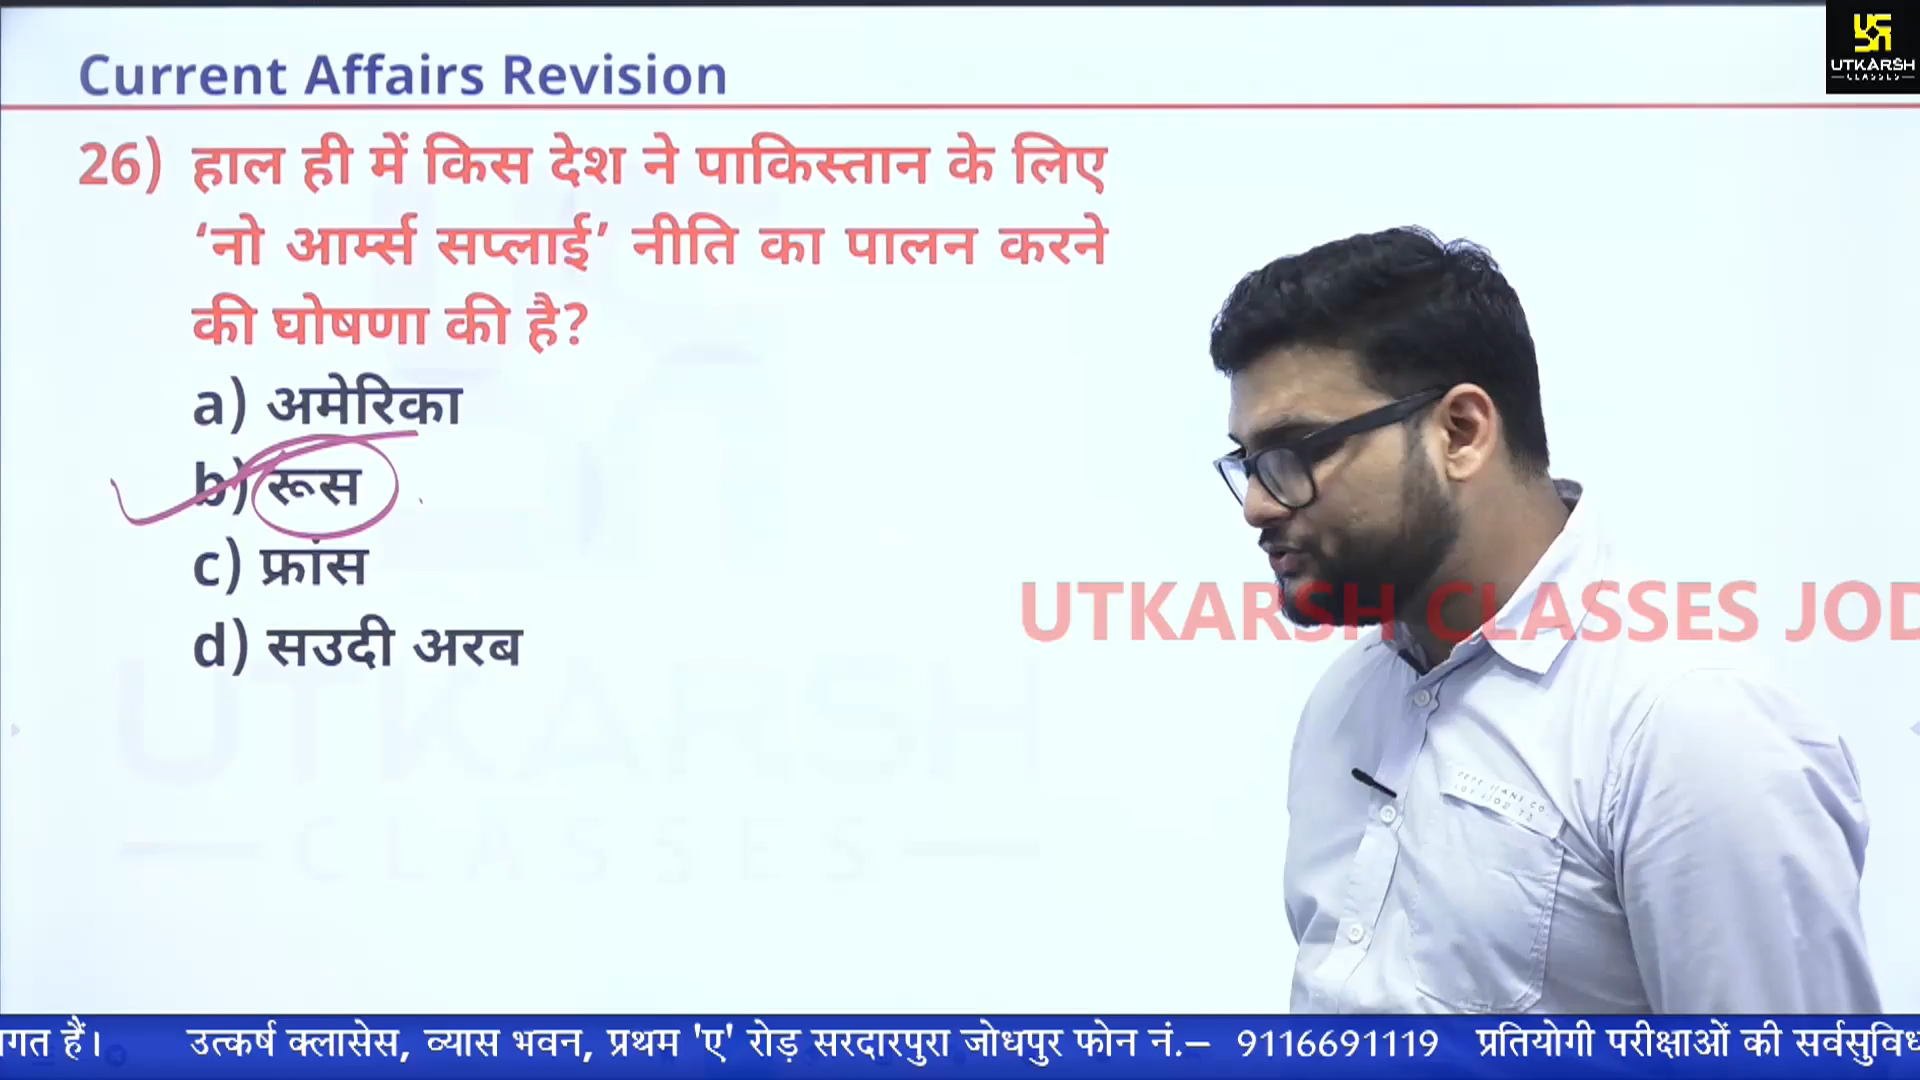 Current Affairs Revision
UTKARSH
CLASSES
26) हाल ही में किस देश ने पाकिस्तान के लिए
‘नो आर्म्स सप्लाई’ नीति का पालन करने
की घोषणा की है?
a) अमेरिका
b) रूस
c) फ्रांस
d) सउदी अरब
UTKARSH CLASSES JOD
UTKARSH
CLASSES
गत हैं। उत्कर्ष क्लासेस, व्यास भवन, प्रथम 'ए' रोड़ सरदारपुरा जोधपुर फोन नं.– 9116691119 प्रतियोगी परीक्षाओं की सर्वसुविध